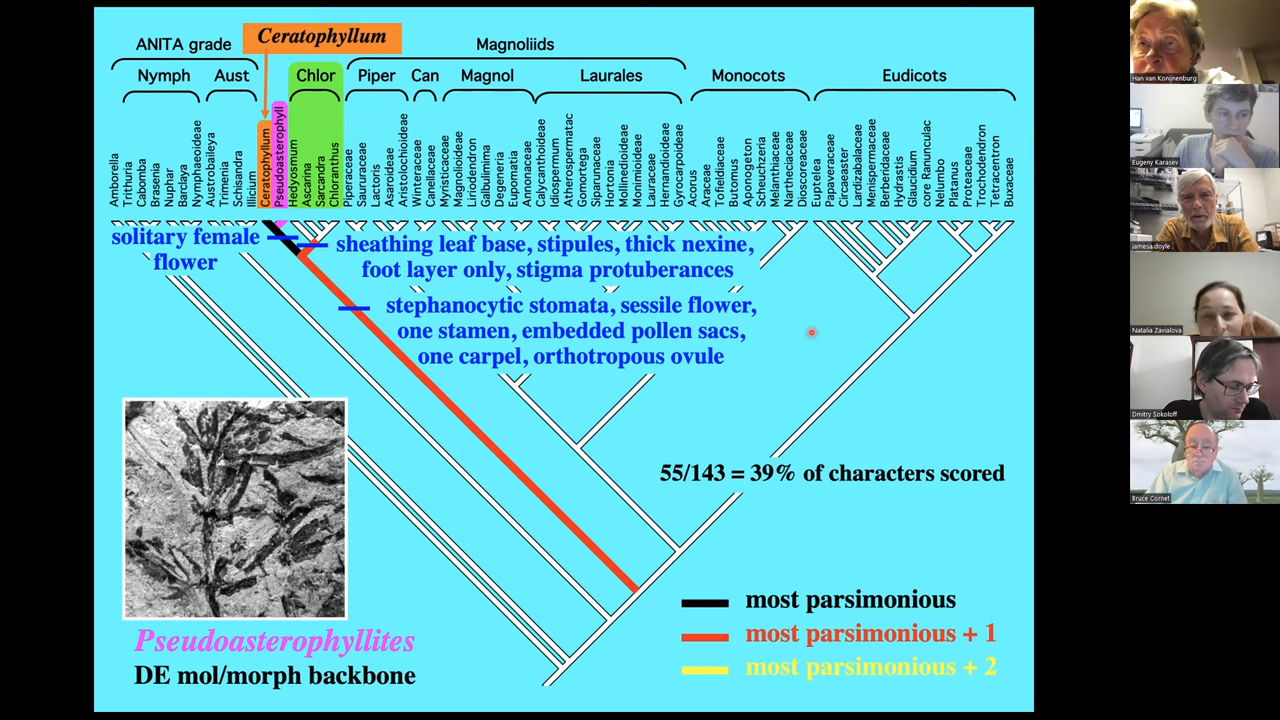 Ceratophyllum
ANITA grade
Magnoliids
Nymph
Aust
Chlor
Piper
Can
Magnol
Laurales
Monocots
Eudicots
Amborella
Trithuria
Cabomba
Brasenia
Nuphar
Barclaya
Nymphaeoideae
Austrobaileya
Trimenia
Schisandra
Illicium
Ceratophyllum
Pseudoasterophyll
Hedyosmum
Ascarina
Sarcandra
Chloranthus
Piperaceae
Saururaceae
Lactoris
Asaroideae
Aristolochioideae
Winteraceae
Canellaceae
Myristicaceae
Magnolioideae
Liriodendron
Galbulimima
Degeneria
Eupomatia
Annonaceae
Calycanthoideae
Idiospermum
Atherospermatac
Gomortega
Siparunaceae
Hortonia
Mollinedioideae
Monimioideae
Lauraceae
Hernandioideae
Gyrocarpoideae
Acorus
Araceae
Tofieldiaceae
Butomus
Aponogeton
Scheuchzeria
Melanthiaceae
Nartheciaceae
Dioscoreaceae
Euptelea
Papaveraceae
Circaeaster
Lardizabalaceae
Menispermaceae
Berberidaceae
Hydrastis
Glaucidium
core Ranunculac
Nelumbo
Platanus
Proteaceae
Trochodendron
Tetracentron
Buxaceae
solitary female
flower
sheathing leaf base, stipules, thick nexine,
foot layer only, stigma protuberances
stephanocytic stomata, sessile flower,
one stamen, embedded pollen sacs,
one carpel, orthotropous ovule
55/143 = 39% of characters scored
most parsimonious
most parsimonious + 1
most parsimonious + 2
Pseudoasterophyllites
DE mol/morph backbone
Han van Konijnenburg
Eugeny Karasev
jamesa.doyle
Natalia Zavialova
Dmitry Sokoloff
Bruce Cornet